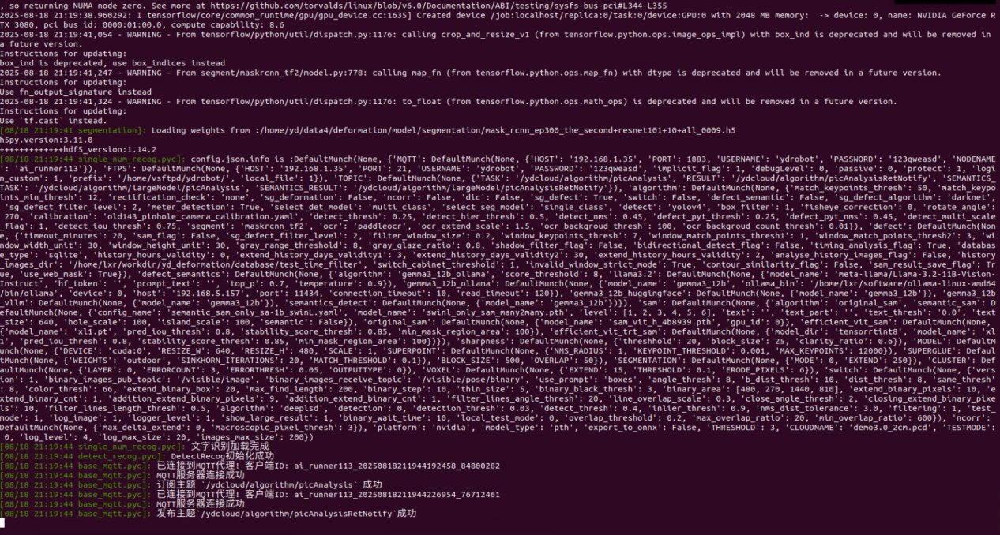 , so returning NUMA node zero. See more at https://github.com/torvalds/linux/blob/v6.0/Documentation/ABI/testing/sysfs-bus-pci#L344-L355
2025-08-18 21:19:38.960292: I tensorflow/core/common_runtime/gpu/gpu_device.cc:1635] Created device /job:localhost/replica:0/task:0/device:GPU:0 with 2048 MB memory:  -> device: 0, name: NVIDIA GeForce R
TX 3080, pci bus id: 0000:01:00.0, compute capability: 8.6
2025-08-18 21:19:41,054 - WARNING - From tensorflow/python/util/dispatch.py:1176: calling crop_and_resize_v1 (from tensorflow.python.ops.image_ops_impl) with box_ind is deprecated and will be removed in
a future version.
Instructions for updating:
box_ind is deprecated, use box_indices instead
2025-08-18 21:19:41,247 - WARNING - From segment/maskrcnn_tf2/model.py:778: calling map_fn (from tensorflow.python.ops.map_fn) with dtype is deprecated and will be removed in a future version.
Instructions for updating:
Use fn_output_signature instead
2025-08-18 21:19:41,324 - WARNING - From tensorflow/python/util/dispatch.py:1176: to_float (from tensorflow.python.ops.math_ops) is deprecated and will be removed in a future version.
Instructions for updating:
Use `tf.cast` instead.
[08/18 21:19:41 segmentation]: Loading weights from :/home/yd/data4/deformation/model/segmentation/mask_rcnn_ep300_the_second+resnet101+10+all_0009.h5
h5py.version:3.11.0
+++++++++++++hdf5_version:1.14.2
[08/18 21:19:44 single_num_recog.pyc]: config.json.info is :DefaultMunch(None, {'MQTT': DefaultMunch(None, {'HOST': '192.168.1.35', 'PORT': 1883, 'USERNAME': 'ydrobot', 'PASSWORD': '123qweasd', 'NODENAME
': 'ai_runner113'}), 'FTPS': DefaultMunch(None, {'HOST': '192.168.1.35', 'PORT': 21, 'USERNAME': 'ydrobot', 'PASSWORD': '123qweasd', 'implicit_flag': 1, 'debugLevel': 0, 'passive': 0, 'protect': 1, 'logi
n_custom': 1, 'prefix': '/home/vsftpd/ydrobot/', 'local_file': 1}), 'TOPIC': DefaultMunch(None, {'TASK': '/ydcloud/algorithm/picAnalysis', 'RESULT': '/ydcloud/algorithm/picAnalysisRetNotify', 'SEMANTICS_
TASK': '/ydcloud/algorithm/largeModel/picAnalysis', 'SEMANTICS_RESULT': '/ydcloud/algorithm/largeModel/picAnalysisRetNotify'}), 'algorithm': DefaultMunch(None, {'match_keypoints_thresh': 50, 'match_keypo
ints_min_thresh': 12, 'rectification_check': 'none', 'sg_deformation': False, 'ncorr': False, 'dic': False, 'sg_defect': True, 'switch': False, 'defect_semantic': False, 'sg_defect_algorithm': 'darknet',
 'sg_defect_filter_level': 2, 'meter_detection': True, 'select_det_model': 'multi_class', 'select_seg_model': 'single_class', 'detect': 'yolov4', 'box_filter': 1, 'fisheye_correction': 0, 'rotate_angle':
 270, 'calibration': 'old143_pinhole_camera_calibration.yaml', 'detect_thresh': 0.25, 'detect_hier_thresh': 0.5, 'detect_nms': 0.45, 'defect_pyt_thresh': 0.25, 'defect_pyt_nms': 0.45, 'detect_multi_scale
_flag': 1, 'detect_iou_thresh': 0.75, 'segment': 'maskrcnn_tf2', 'ocr': 'paddleocr', 'ocr_extend_scale': 1.5, 'ocr_backgroud_thresh': 100, 'ocr_backgroud_count_thresh': 0.01}), 'defect': DefaultMunch(Non
e, {'timeout_minutes': 20, 'sam_flag': False, 'sg_defect_filter_level': 2, 'filter_window_size': 0.2, 'window_keypoints_thresh': 7, 'window_match_points_thresh1': 1, 'window_match_points_thresh2': 3, 'wi
ndow_width_unit': 30, 'window_height_unit': 30, 'gray_range_threshold': 8, 'gray_glaze_ratio': 0.4, 'shadow_filter_flag': False, 'bidirectional_detect_flag': False, 'timing_analysis_flag': True, 'databas
e_type': 'sqlite', 'history_hours_validity': 0, 'extend_history_days_validity1': 3, 'extend_history_days_validity2': 30, 'extend_history_hours_validity': 2, 'analyse_history_images_flag': False, 'history
_images_dir': '/home/lxr/workdir/yd_deformation/database/test_time_filter', 'switch_cabinet_threshold': 1, 'invalid_window_strict_mode': True, 'contour_similarity_flag': False, 'sam_result_save_flag': Tr
ue, 'use_web_mask': True}), 'defect_semantics': DefaultMunch(None, {'algorithm': 'gemma3_12b_ollama', 'score_threshold': 8, 'llama3.2': DefaultMunch(None, {'model_name': 'meta-llama/Llama-3.2-11B-Vision-
Instruct', 'hf_token': '', 'prompt_text': '', 'top_p': 0.7, 'temperature': 0.9}), 'gemma3_12b_ollama': DefaultMunch(None, {'model_name': 'gemma3_12b', 'ollama_bin': '/home/lxr/software/ollama-linux-amd64
/bin/ollama', 'device': 0, 'host': '192.168.5.157', 'port': 11434, 'connection_timeout': 10, 'read_timeout': 120}), 'gemma3_12b_huggingface': DefaultMunch(None, {'model_name': 'gemma3_12b'}), 'gemma3_12b
_vllm': DefaultMunch(None, {'model_name': 'gemma3_12b'}), 'semantics_detect': DefaultMunch(None, {'model_name': 'gemma3_12b'})}), 'sam': DefaultMunch(None, {'algorithm': 'original_sam', 'semantic_sam': D
efaultMunch(None, {'config_name': 'semantic_sam_only_sa-1b_swinL.yaml', 'model_name': 'swinl_only_sam_many2many.pth', 'level': [1, 2, 3, 4, 5, 6], 'text': '', 'text_part': '', 'text_thresh': '0.0', 'text
_size': 640, 'hole_scale': 100, 'island_scale': 100, 'semantic': False}), 'original_sam': DefaultMunch(None, {'model_name': 'sam_vit_h_4b8939.pth', 'gpu_id': 0}), 'efficient_vit_sam': DefaultMunch(None,
{'model_name': 'xl1.pt', 'pred_iou_thresh': 0.8, 'stability_score_thresh': 0.85, 'min_mask_region_area': 100}), 'efficient_vit_trt_sam': DefaultMunch(None, {'model_dir': 'tensortint8', 'model_name': 'xl
1', 'pred_iou_thresh': 0.8, 'stability_score_thresh': 0.85, 'min_mask_region_area': 100})}), 'sharpness': DefaultMunch(None, {'threshhold': 20, 'block_size': 25, 'clarity_ratio': 0.6}), 'MODEL': DefaultM
unch(None, {'DEVICE': 'cuda:0', 'RESIZE_W': 640, 'RESIZE_H': 480, 'SCALE': 1, 'SUPERPOINT': DefaultMunch(None, {'NMS_RADIUS': 1, 'KEYPOINT_THRESHOLD': 0.001, 'MAX_KEYPOINTS': 12000}), 'SUPERGLUE': Defaul
tMunch(None, {'WEIGHTS': 'outdoor', 'SINKHORN_ITERATIONS': 20, 'MATCH_THRESHOLD': 0.1}), 'BLOCK_SIZE': 500, 'OVERLAP': 50}), 'SEGMENTATION': DefaultMunch(None, {'MODE': 0, 'EXTEND': 250}), 'CLUSTER': Def
aultMunch(None, {'LAYER': 0, 'ERRORCOUNT': 3, 'ERRORTHRESH': 0.05, 'OUTPUTTYPE': 0}), 'VOXEL': DefaultMunch(None, {'EXTEND': 15, 'THRESHOLD': 0.1, 'ERODE_PIXELS': 6}), 'switch': DefaultMunch(None, {'vers
ion': 1, 'binary_images_pub_topic': '/visible/image', 'binary_images_receive_topic': '/visible/pose/binary', 'use_prompt': 'boxes', 'angle_thresh': 8, 'b_dist_thresh': 10, 'dist_thresh': 8, 'same_thresh'
: 8, 'color_thresh': 66, 'extend_binary_box': 20, 'max_find_length': 200, 'binary_step': 10, 'thin_size': 5, 'binary_black_thresh': 3, 'binary_area': [480, 270, 1440, 810], 'extend_binary_pixels': 10, 'e
xtend_binary_cnt': 1, 'addition_extend_binary_pixels': 9, 'addition_extend_binary_cnt': 1, 'filter_lines_angle_thresh': 20, 'line_overlap_scale': 0.3, 'close_angle_thresh': 2, 'closing_extend_binary_pixe
ls': 10, 'filter_lines_length_thresh': 0.5, 'algorithm': 'deeplsd', 'detection': 0, 'detection_thresh': 0.03, 'detect_thresh': 0.4, 'inlier_thresh': 0.9, 'nms_dist_tolerance': 3.0, 'filtering': 1, 'test_
mode': 1, 'log_image': 1, 'logger_level': 1, 'show_large_result': 1, 'binary_wait_time': 10, 'local_test_mode': 0, 'overlap_threshold': 0.2, 'max_overlap_ratio': 20, 'min_overlap_ratio': 600}), 'ncorr':
DefaultMunch(None, {'max_delta_extend': 0, 'macroscopic_pixel_thresh': 3}), 'platform': 'nvidia', 'model_type': 'pth', 'export_to_onnx': False, 'THRESHOLD': 3, 'CLOUDNAME': 'demo3.0_2cm.pcd', 'TESTMODE':
 0, 'log_level': 4, 'log_max_size': 20, 'images_max_size': 200})
[08/18 21:19:44 single_num_recog.pyc]: 文字识别加载完成
[08/18 21:19:44 detect_recog.pyc]: DetectRecog初始化成功
[08/18 21:19:44 base_mqtt.pyc]: 已连接到MQTT代理! 客户端ID: ai_runner113_20250818211944192458_84800282
[08/18 21:19:44 base_mqtt.pyc]: MQTT服务器连接成功
[08/18 21:19:44 base_mqtt.pyc]: 订阅主题 `/ydcloud/algorithm/picAnalysis` 成功
[08/18 21:19:44 base_mqtt.pyc]: 已连接到MQTT代理! 客户端ID: ai_runner113_20250818211944226954_76712461
[08/18 21:19:44 base_mqtt.pyc]: MQTT服务器连接成功
[08/18 21:19:44 base_mqtt.pyc]: 发布主题`/ydcloud/algorithm/picAnalysisRetNotify`成功